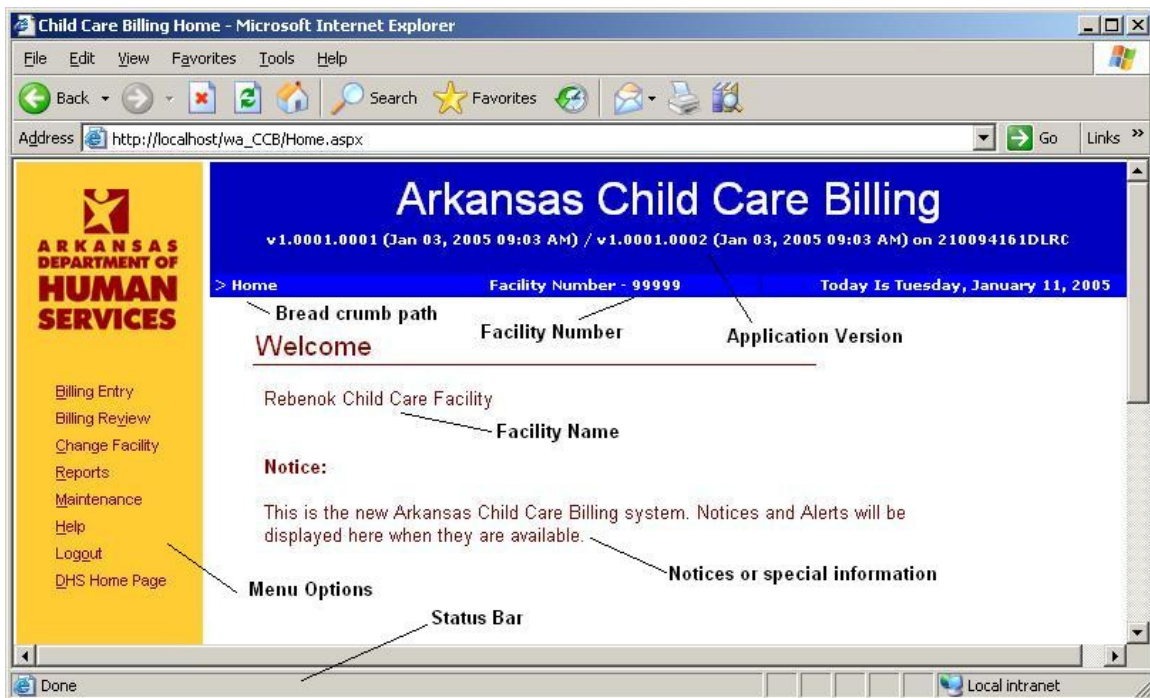 Child Care Billing Home - Microsoft Internet Explorer
File Edit View Favorites Tools Help
Back Search Favorites
Address http://localhost/wa_CCB/Home.aspx Go Links »
ARKANSAS
DEPARTMENT OF
HUMAN
SERVICES
Arkansas Child Care Billing
v1.0001.0001 (Jan 03, 2005 09:03 AM) / v1.0001.0002 (Jan 03, 2005 09:03 AM) on 210094161DLRC
> Home Facility Number - 99999 Today Is Tuesday, January 11, 2005
Bread crumb path
Facility Number
Application Version
Welcome
Rebenok Child Care Facility
Facility Name
Notice:
This is the new Arkansas Child Care Billing system. Notices and Alerts will be
displayed here when they are available.
Notices or special information
Billing Entry
Billing Review
Change Facility
Reports
Maintenance
Help
Logout
DHS Home Page
Menu Options
Status Bar
Done Local intranet